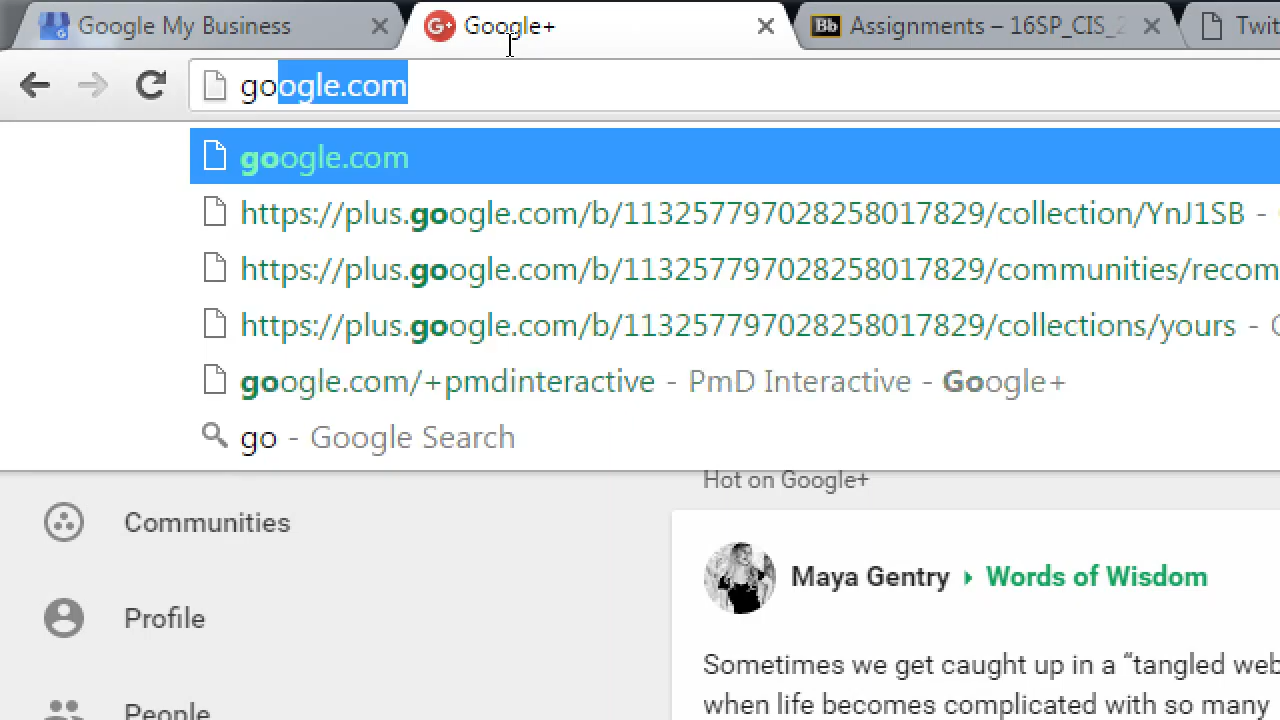 Google My Business
Google+
Bb Assignments – 16SP_CIS_2
Twit
google.com
google.com
https://plus.google.com/b/113257797028258017829/collection/YnJ1SB -
https://plus.google.com/b/113257797028258017829/communities/recom
https://plus.google.com/b/113257797028258017829/collections/yours -
google.com/+pmdinteractive - PmD Interactive - Google+
go - Google Search
Hot on Google+
Communities
Maya Gentry Words of Wisdom
Profile
Sometimes we get caught up in a “tangled web
when life becomes complicated with so many
People